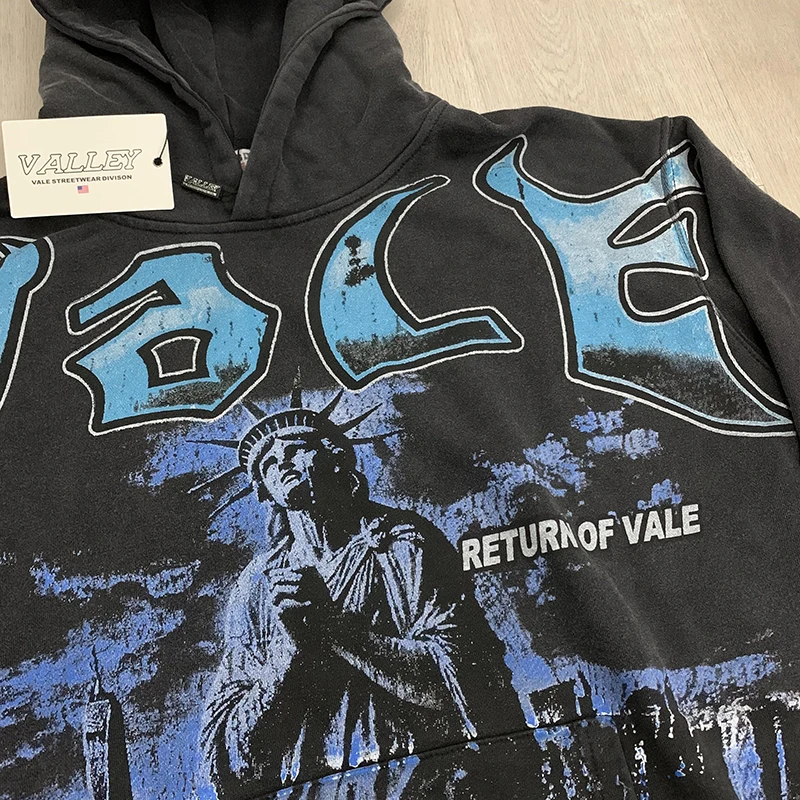 VALLEY
VALE STREETWEAR DIVISON
VALE
RETURN OF VALE